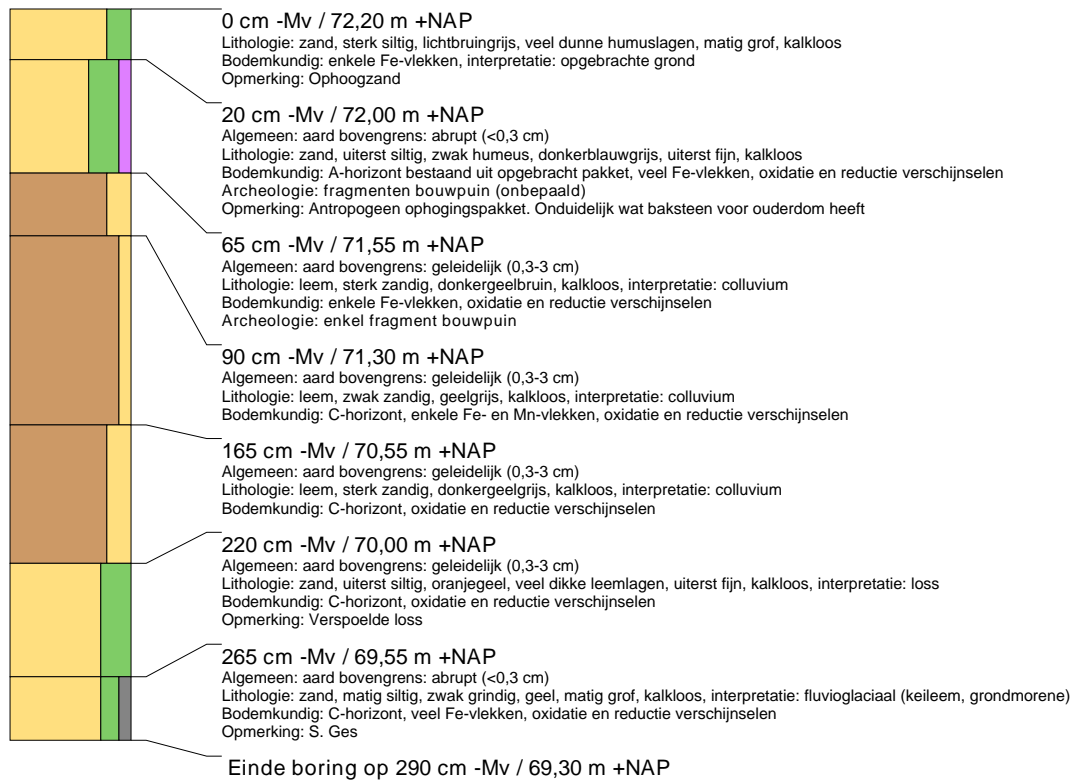 0 cm -Mv / 72,20 m +NAP
Lithologie: zand, sterk siltig, lichtbruingrijs, veel dunne humuslagen, matig grof, kalkloos
Bodemkundig: enkele Fe-vlekken, interpretatie: opgebrachte grond
Opmerking: Ophoogzand
20 cm -Mv / 72,00 m +NAP
Algemeen: aard bovengrens: abrupt (<0,3 cm)
Lithologie: zand, uiterst siltig, zwak humeus, donkerblauwgrijs, uiterst fijn, kalkloos
Bodemkundig: A-horizont bestaand uit opgebracht pakket, veel Fe-vlekken, oxidatie en reductie verschijnselen
Archeologie: fragmenten bouwpuin (onbepaald)
Opmerking: Antropogeen ophogingspakket. Onduidelijk wat baksteen voor ouderdom heeft
65 cm -Mv / 71,55 m +NAP
Algemeen: aard bovengrens: geleidelijk (0,3-3 cm)
Lithologie: leem, sterk zandig, donkergeelbruin, kalkloos, interpretatie: colluvium
Bodemkundig: enkele Fe-vlekken, oxidatie en reductie verschijnselen
Archeologie: enkel fragment bouwpuin
90 cm -Mv / 71,30 m +NAP
Algemeen: aard bovengrens: geleidelijk (0,3-3 cm)
Lithologie: leem, zwak zandig, geelgrijs, kalkloos, interpretatie: colluvium
Bodemkundig: C-horizont, enkele Fe- en Mn-vlekken, oxidatie en reductie verschijnselen
165 cm -Mv / 70,55 m +NAP
Algemeen: aard bovengrens: geleidelijk (0,3-3 cm)
Lithologie: leem, sterk zandig, donkergeelgrijs, kalkloos, interpretatie: colluvium
Bodemkundig: C-horizont, oxidatie en reductie verschijnselen
220 cm -Mv / 70,00 m +NAP
Algemeen: aard bovengrens: geleidelijk (0,3-3 cm)
Lithologie: zand, uiterst siltig, oranjegeel, veel dikke leemlagen, uiterst fijn, kalkloos, interpretatie: loss
Bodemkundig: C-horizont, oxidatie en reductie verschijnselen
Opmerking: Verspoelde loss
265 cm -Mv / 69,55 m +NAP
Algemeen: aard bovengrens: abrupt (<0,3 cm)
Lithologie: zand, matig siltig, zwak grindig, geel, matig grof, kalkloos, interpretatie: fluvioglaciaal (keileem, grondmorene)
Bodemkundig: C-horizont, veel Fe-vlekken, oxidatie en reductie verschijnselen
Opmerking: S. Ges
Einde boring op 290 cm -Mv / 69,30 m +NAP